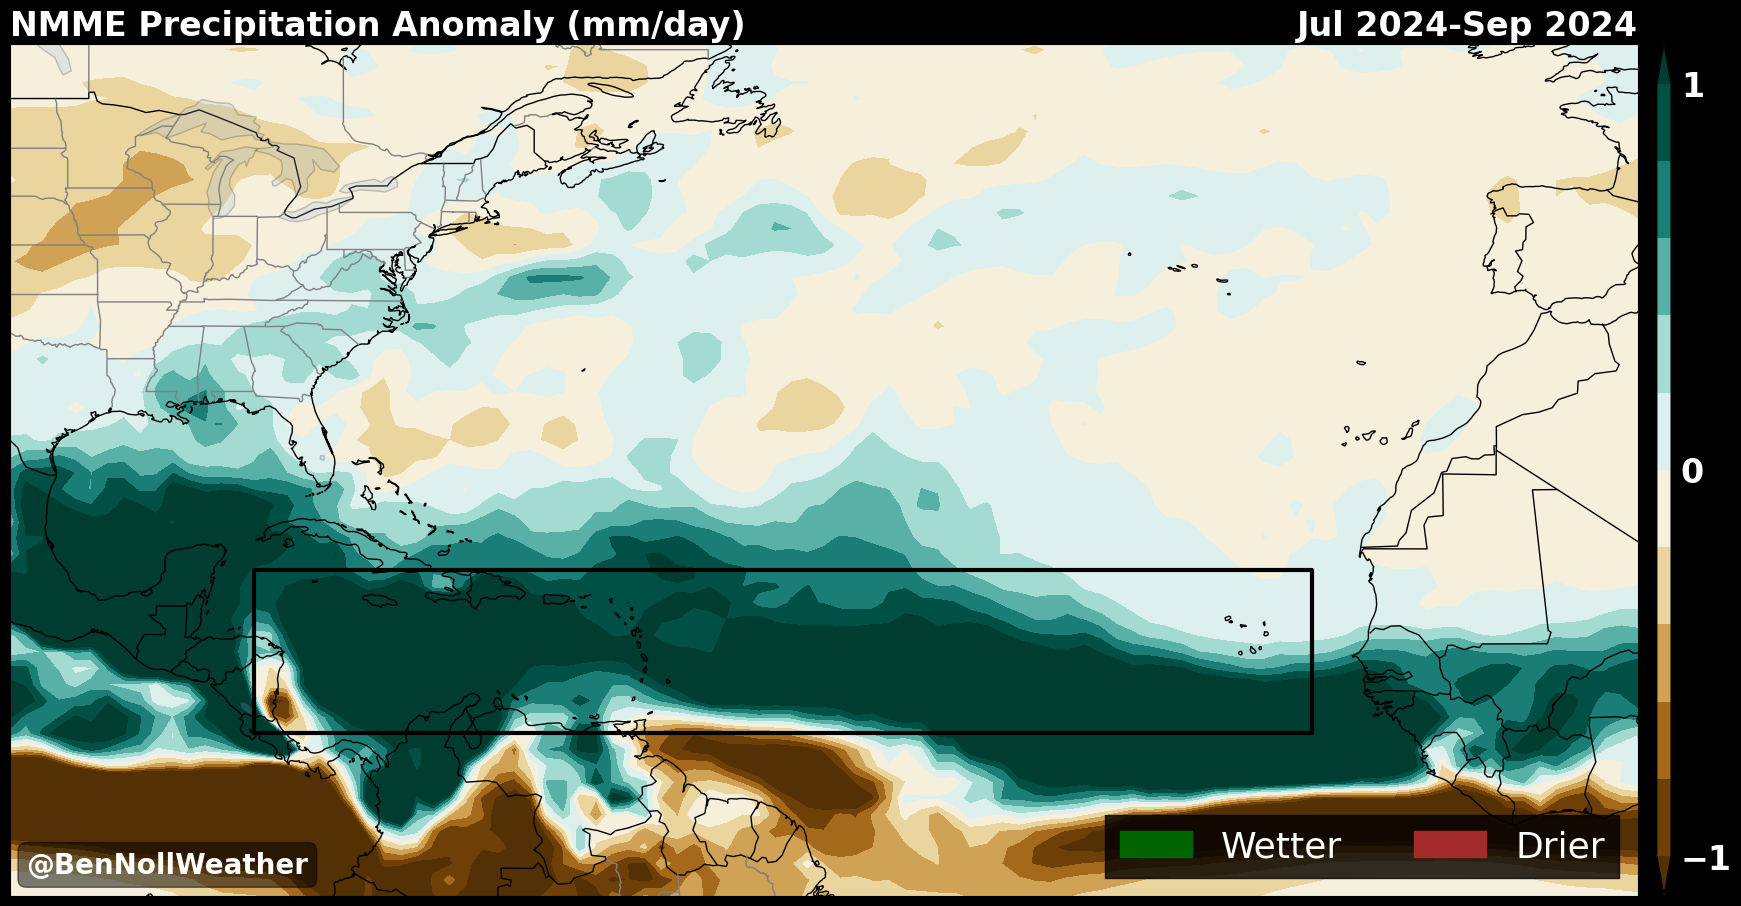 NMME Precipitation Anomaly (mm/day)
Jul 2024-Sep 2024
1
0
−1
Wetter
Drier
@BenNollWeather